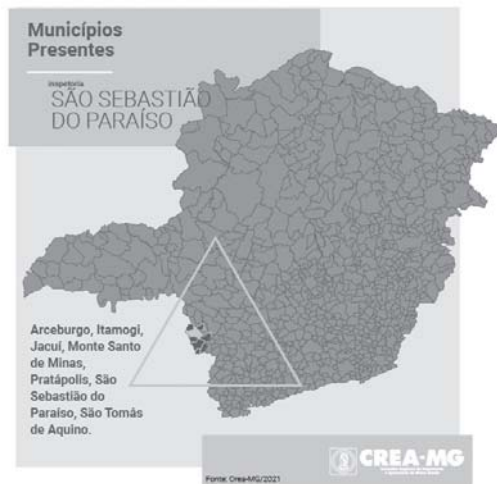 Municípios
Presentes
Inspetoria
SÃO SEBASTIÃO
DO PARAÍSO
Arceburgo, Itamogi,
Jacuí, Monte Santo
de Minas,
Pratápolis, São
Sebastião do
Paraíso, São Tomás
de Aquino.
CREA-MG
Fonte: Crea-MG/2021